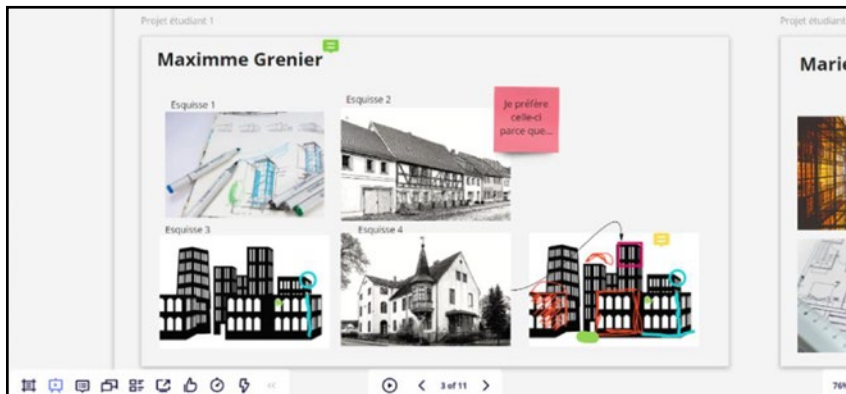 Projet étudiant 1
Projet étudiant
Maximme Grenier
Marie
Esquisse 1
Esquisse 2
Je préfère
celle-ci
parce que...
Esquisse 3
Esquisse 4
3 of 11
76%